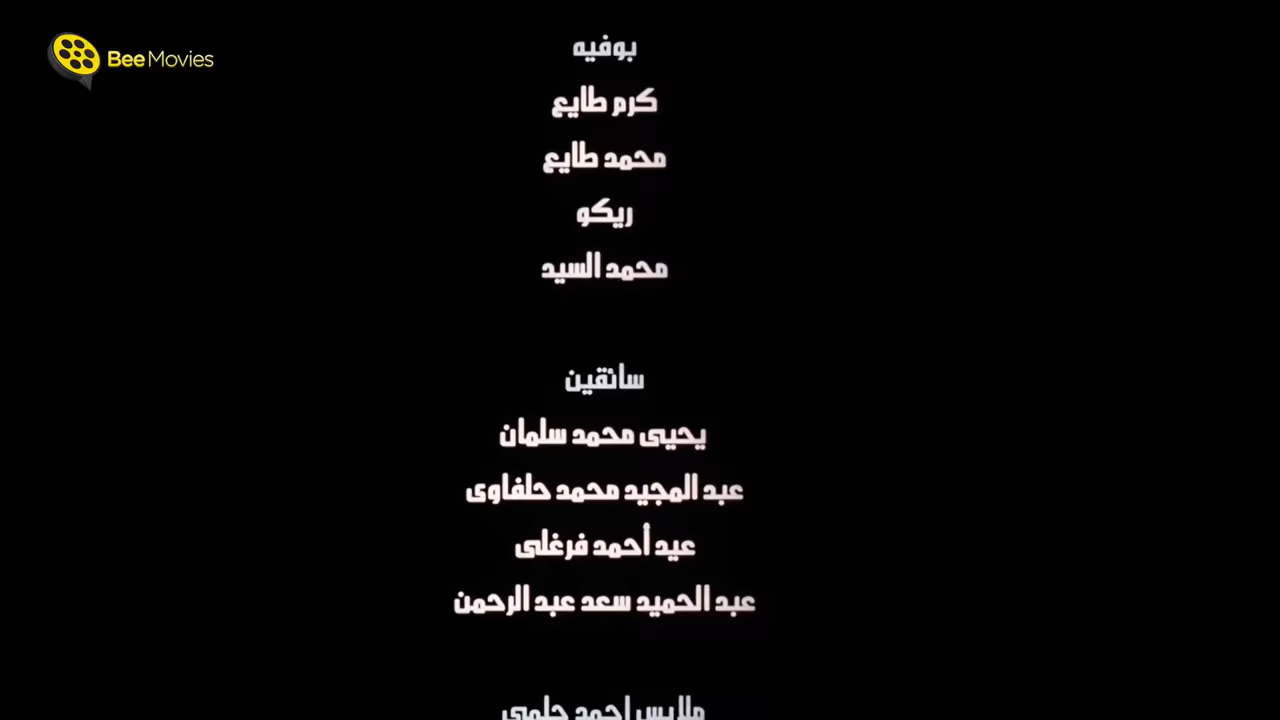 Bee Movies
بوفيه
كرم طايع
محمد طايع
ريكو
محمد السيد
سائقين
يحيى محمد سلمان
عبد المجيد محمد حلفاوى
عيد أحمد فرغلى
عبد الحميد سعد عبد الرحمن
ملابس احمد حلمى